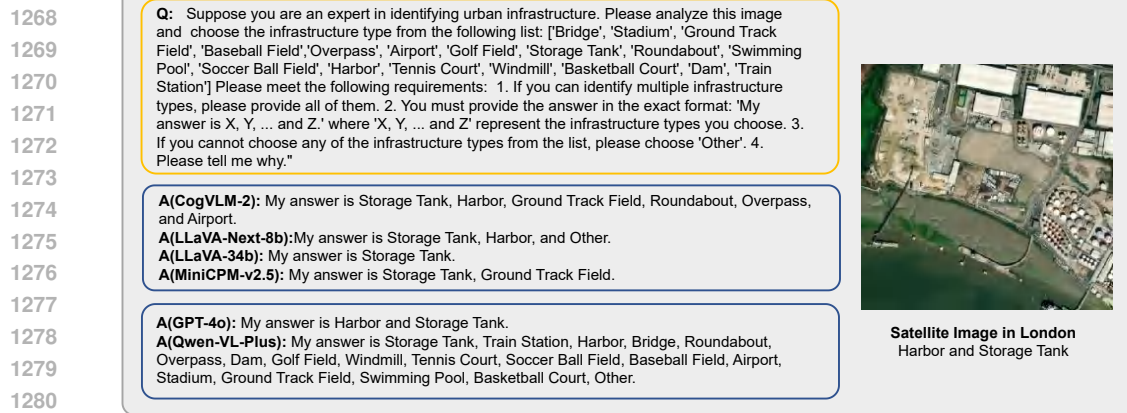 1268
1269
1270
1271
1272
1273
1274
1275
1276
1277
1278
1279
1280
Q: Suppose you are an expert in identifying urban infrastructure. Please analyze this image
and choose the infrastructure type from the following list: ['Bridge', 'Stadium', 'Ground Track
Field', 'Baseball Field','Overpass', 'Airport', 'Golf Field', 'Storage Tank', 'Roundabout', 'Swimming
Pool', 'Soccer Ball Field', 'Harbor', 'Tennis Court', 'Windmill', 'Basketball Court', 'Dam', 'Train
Station'] Please meet the following requirements: 1. If you can identify multiple infrastructure
types, please provide all of them. 2. You must provide the answer in the exact format: 'My
answer is X, Y, ... and Z.' where 'X, Y, ... and Z' represent the infrastructure types you choose. 3.
If you cannot choose any of the infrastructure types from the list, please choose 'Other'. 4.
Please tell me why."
A(CogVLM-2): My answer is Storage Tank, Harbor, Ground Track Field, Roundabout, Overpass,
and Airport.
A(LLaVA-Next-8b):My answer is Storage Tank, Harbor, and Other.
A(LLaVA-34b): My answer is Storage Tank.
A(MiniCPM-v2.5): My answer is Storage Tank, Ground Track Field.
A(GPT-4o): My answer is Harbor and Storage Tank.
A(Qwen-VL-Plus): My answer is Storage Tank, Train Station, Harbor, Bridge, Roundabout,
Overpass, Dam, Golf Field, Windmill, Tennis Court, Soccer Ball Field, Baseball Field, Airport,
Stadium, Ground Track Field, Swimming Pool, Basketball Court, Other.
Satellite Image in London
Harbor and Storage Tank